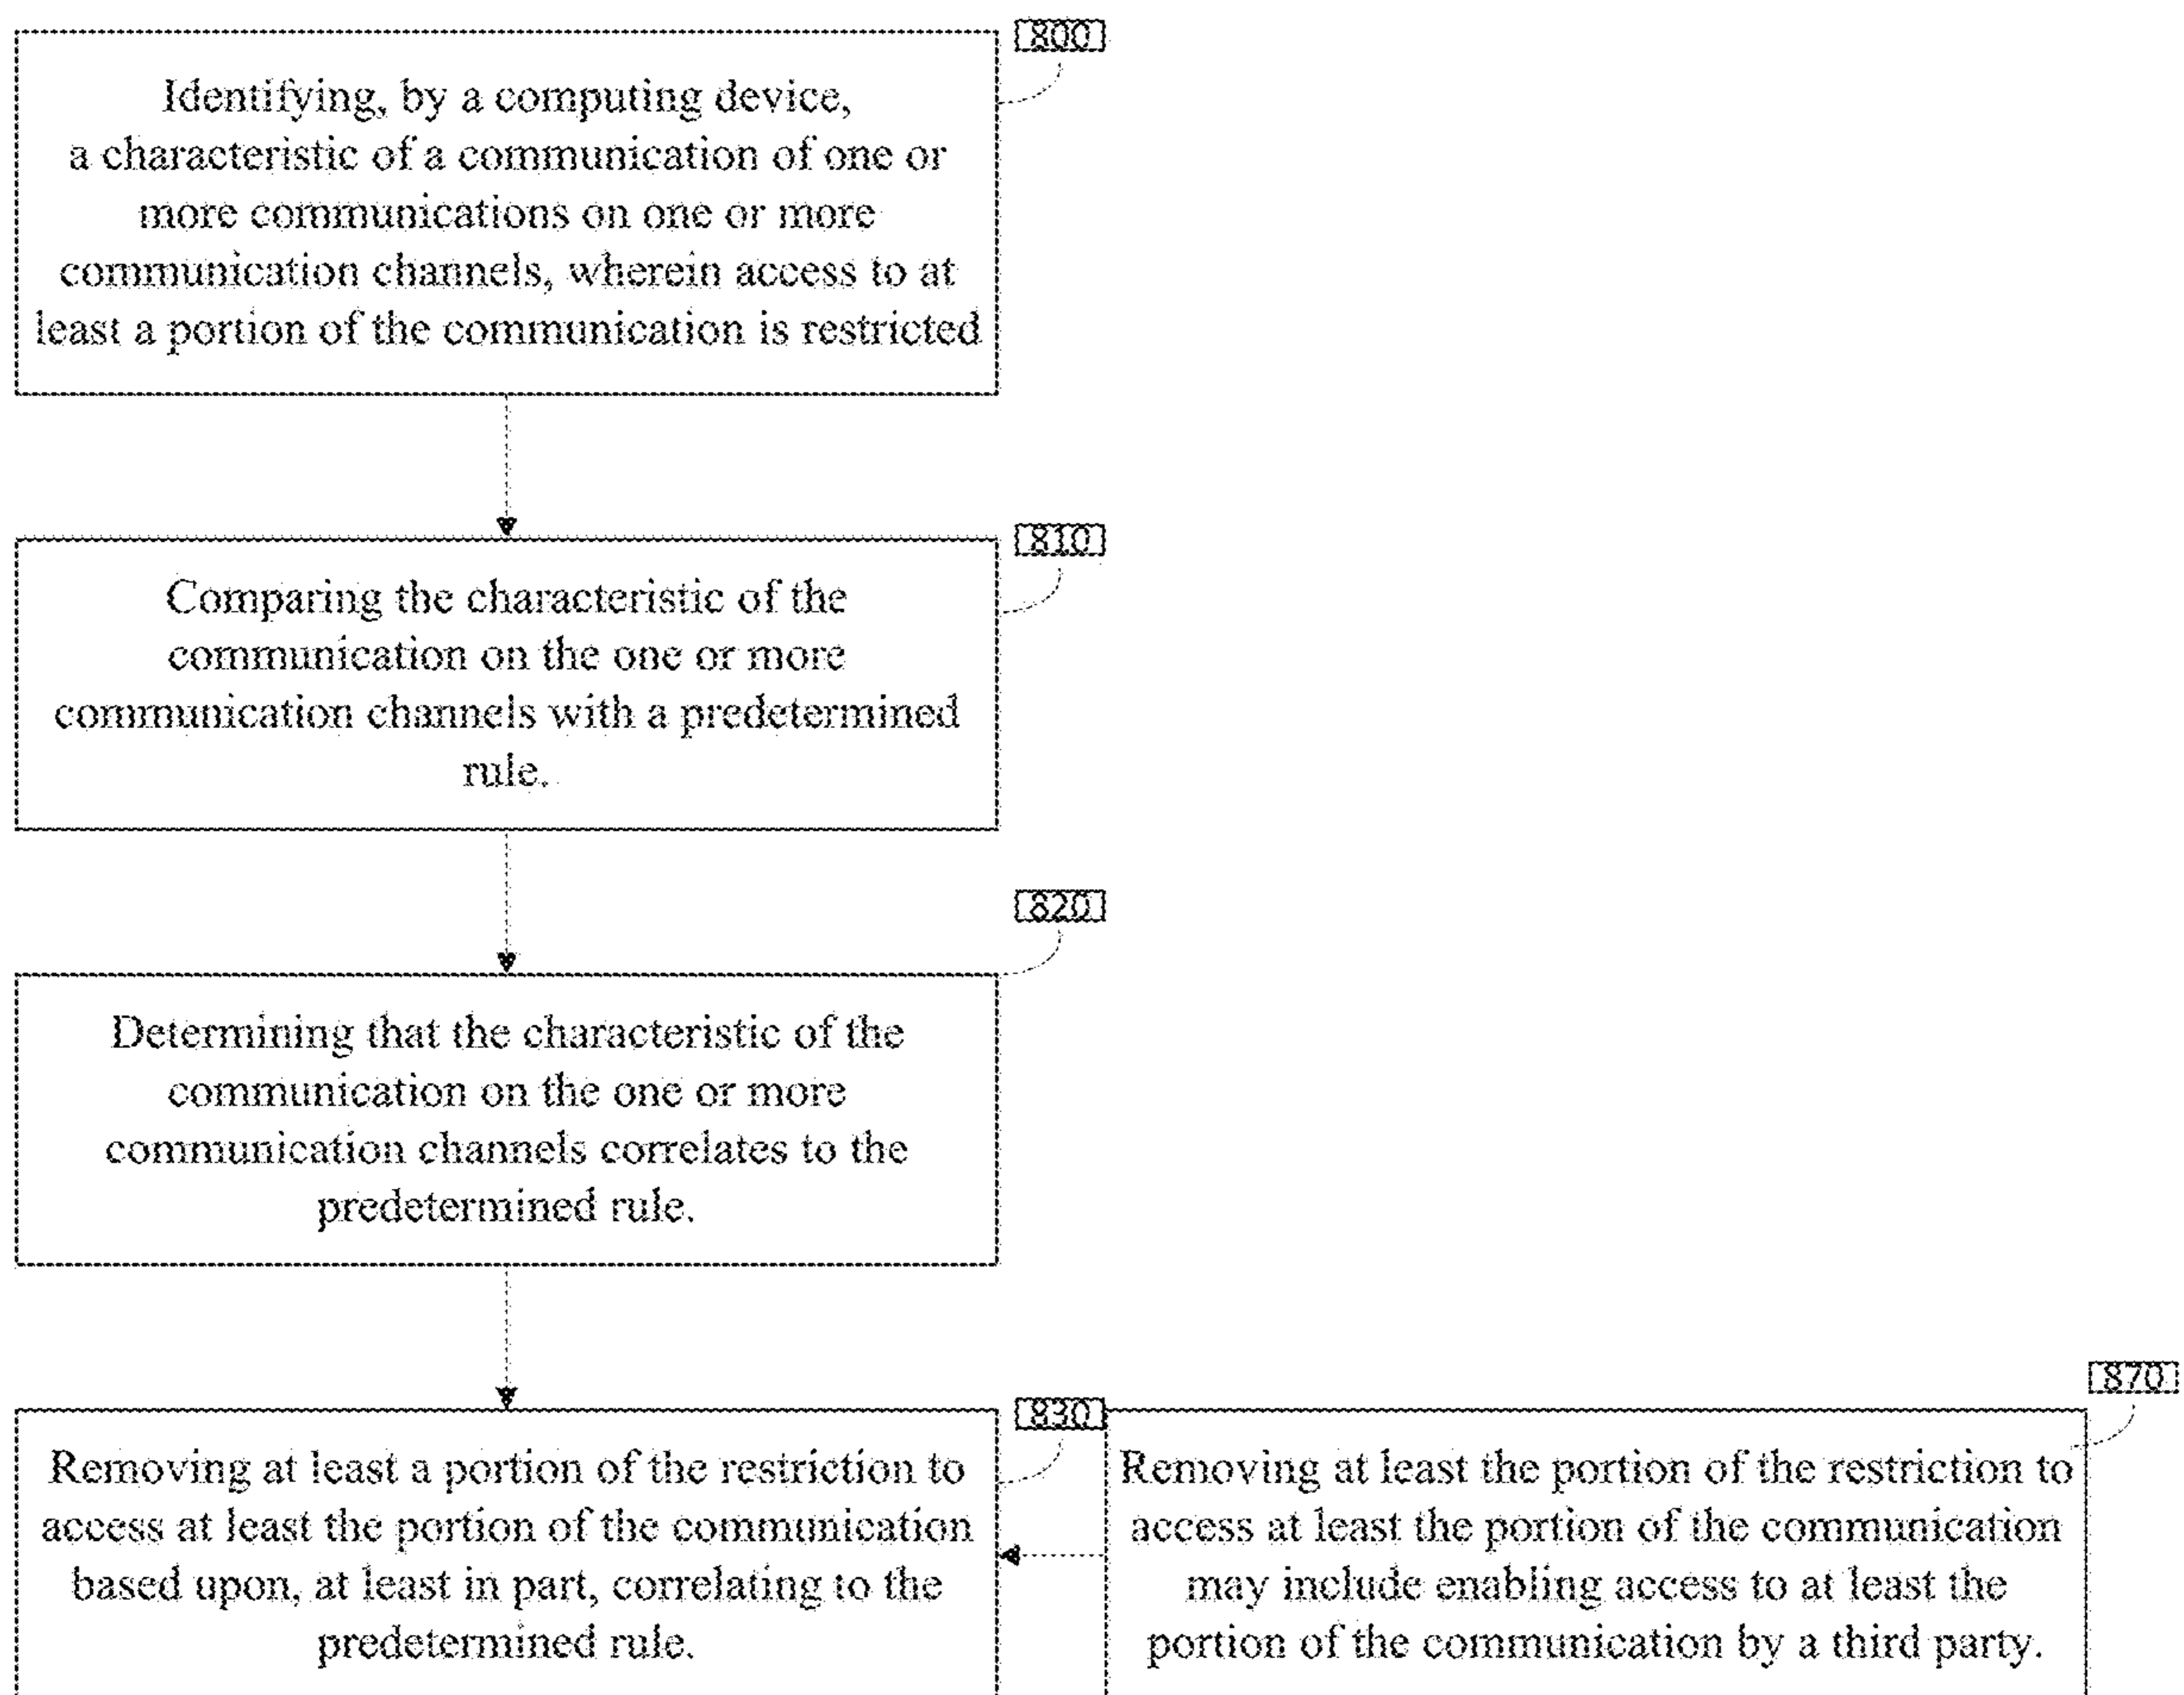 800
Identifying, by a computing device,
a characteristic of a communication of one or
more communications on one or more
communication channels, wherein access to at
least a portion of the communication is restricted
810
Comparing the characteristic of the
communication on the one or more
communication channels with a predetermined
rule.
820
Determining that the characteristic of the
communication on the one or more
communication channels correlates to the
predetermined rule.
830
Removing at least a portion of the restriction to
access at least the portion of the communication
based upon, at least in part, correlating to the
predetermined rule.
870
Removing at least the portion of the restriction to
access at least the portion of the communication
may include enabling access to at least the
portion of the communication by a third party.